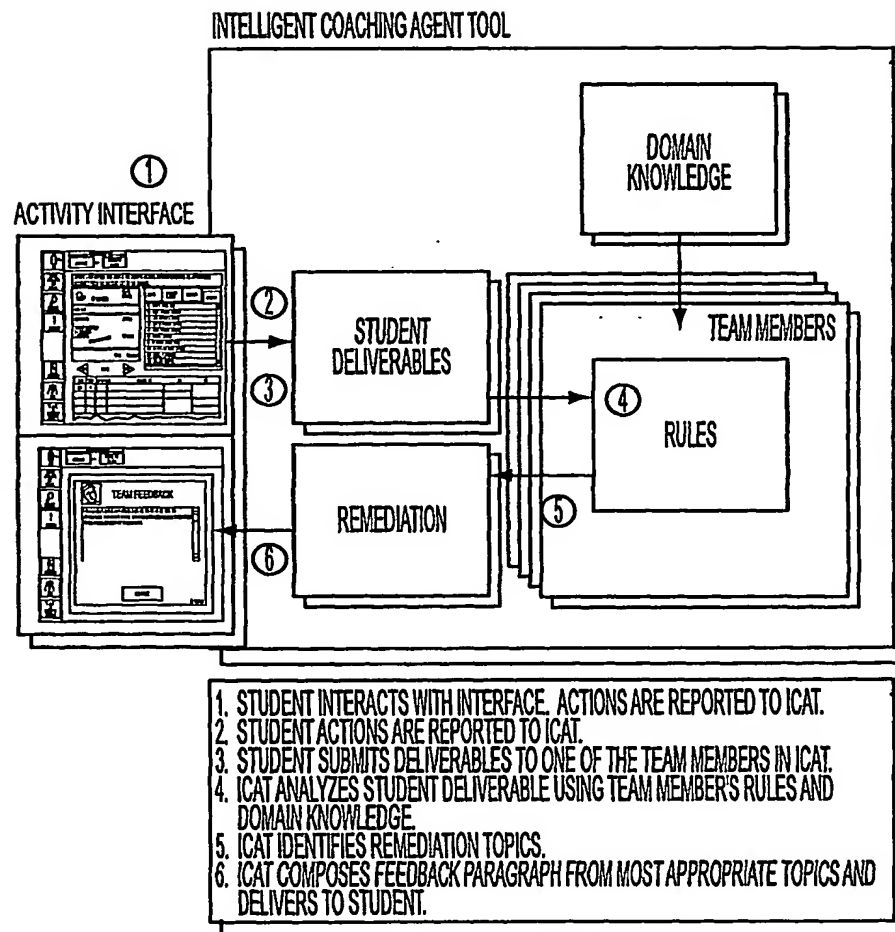 INTELLIGENT COACHING AGENT TOOL
DOMAIN
KNOWLEDGE
1
ACTIVITY INTERFACE
2
STUDENT
DELIVERABLES
3
TEAM MEMBERS
4
RULES
TEAM FEEDBACK
REMEDIATION
5
6
1. STUDENT INTERACTS WITH INTERFACE. ACTIONS ARE REPORTED TO ICAT.
2. STUDENT ACTIONS ARE REPORTED TO ICAT.
3. STUDENT SUBMITS DELIVERABLES TO ONE OF THE TEAM MEMBERS IN ICAT.
4. ICAT ANALYZES STUDENT DELIVERABLE USING TEAM MEMBER'S RULES AND
DOMAIN KNOWLEDGE.
5. ICAT IDENTIFIES REMEDIATION TOPICS.
6. ICAT COMPOSES FEEDBACK PARAGRAPH FROM MOST APPROPRIATE TOPICS AND
DELIVERS TO STUDENT.